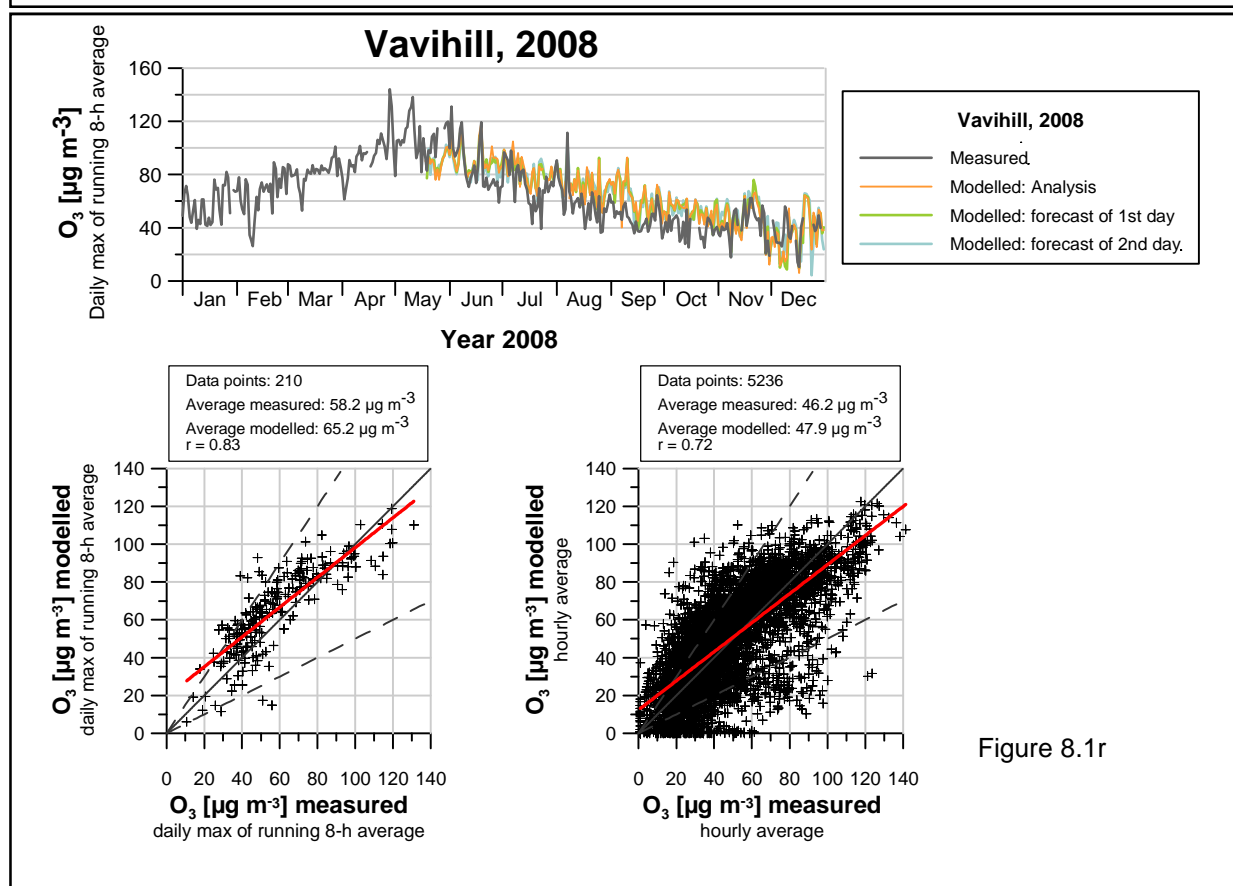 Vavihill, 2008
O3 [µg m-3]
Daily max of running 8-h average
160
120
80
40
0
Jan Feb Mar Apr May Jun Jul Aug Sep Oct Nov Dec
Year 2008
Vavihill, 2008
Measured
Modelled: Analysis
Modelled: forecast of 1st day
Modelled: forecast of 2nd day
Data points: 210
Average measured: 58.2 µg m-3
Average modelled: 65.2 µg m-3
r = 0.83
O3 [µg m-3] modelled
daily max of running 8-h average
140
120
100
80
60
40
20
0
0 20 40 60 80 100 120 140
O3 [µg m-3] measured
daily max of running 8-h average
Data points: 5236
Average measured: 46.2 µg m-3
Average modelled: 47.9 µg m-3
r = 0.72
O3 [µg m-3] modelled
hourly average
140
120
100
80
60
40
20
0
0 20 40 60 80 100 120 140
O3 [µg m-3] measured
hourly average
Figure 8.1r